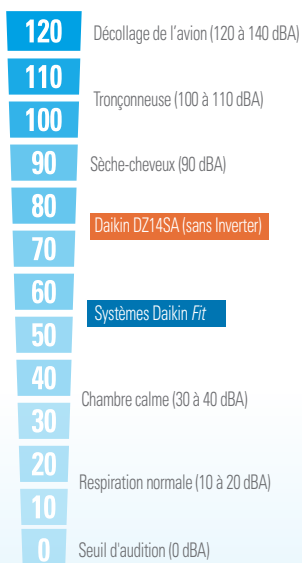 120 Décollage de l'avion (120 à 140 dBA)
110
Tronçonneuse (100 à 110 dBA)
100
90 Sèche-cheveux (90 dBA)
80
Daikin DZ14SA (sans Inverter)
70
60
Systèmes Daikin Fit
50
40
Chambre calme (30 à 40 dBA)
30
20
Respiration normale (10 à 20 dBA)
10
0 Seuil d'audition (0 dBA)